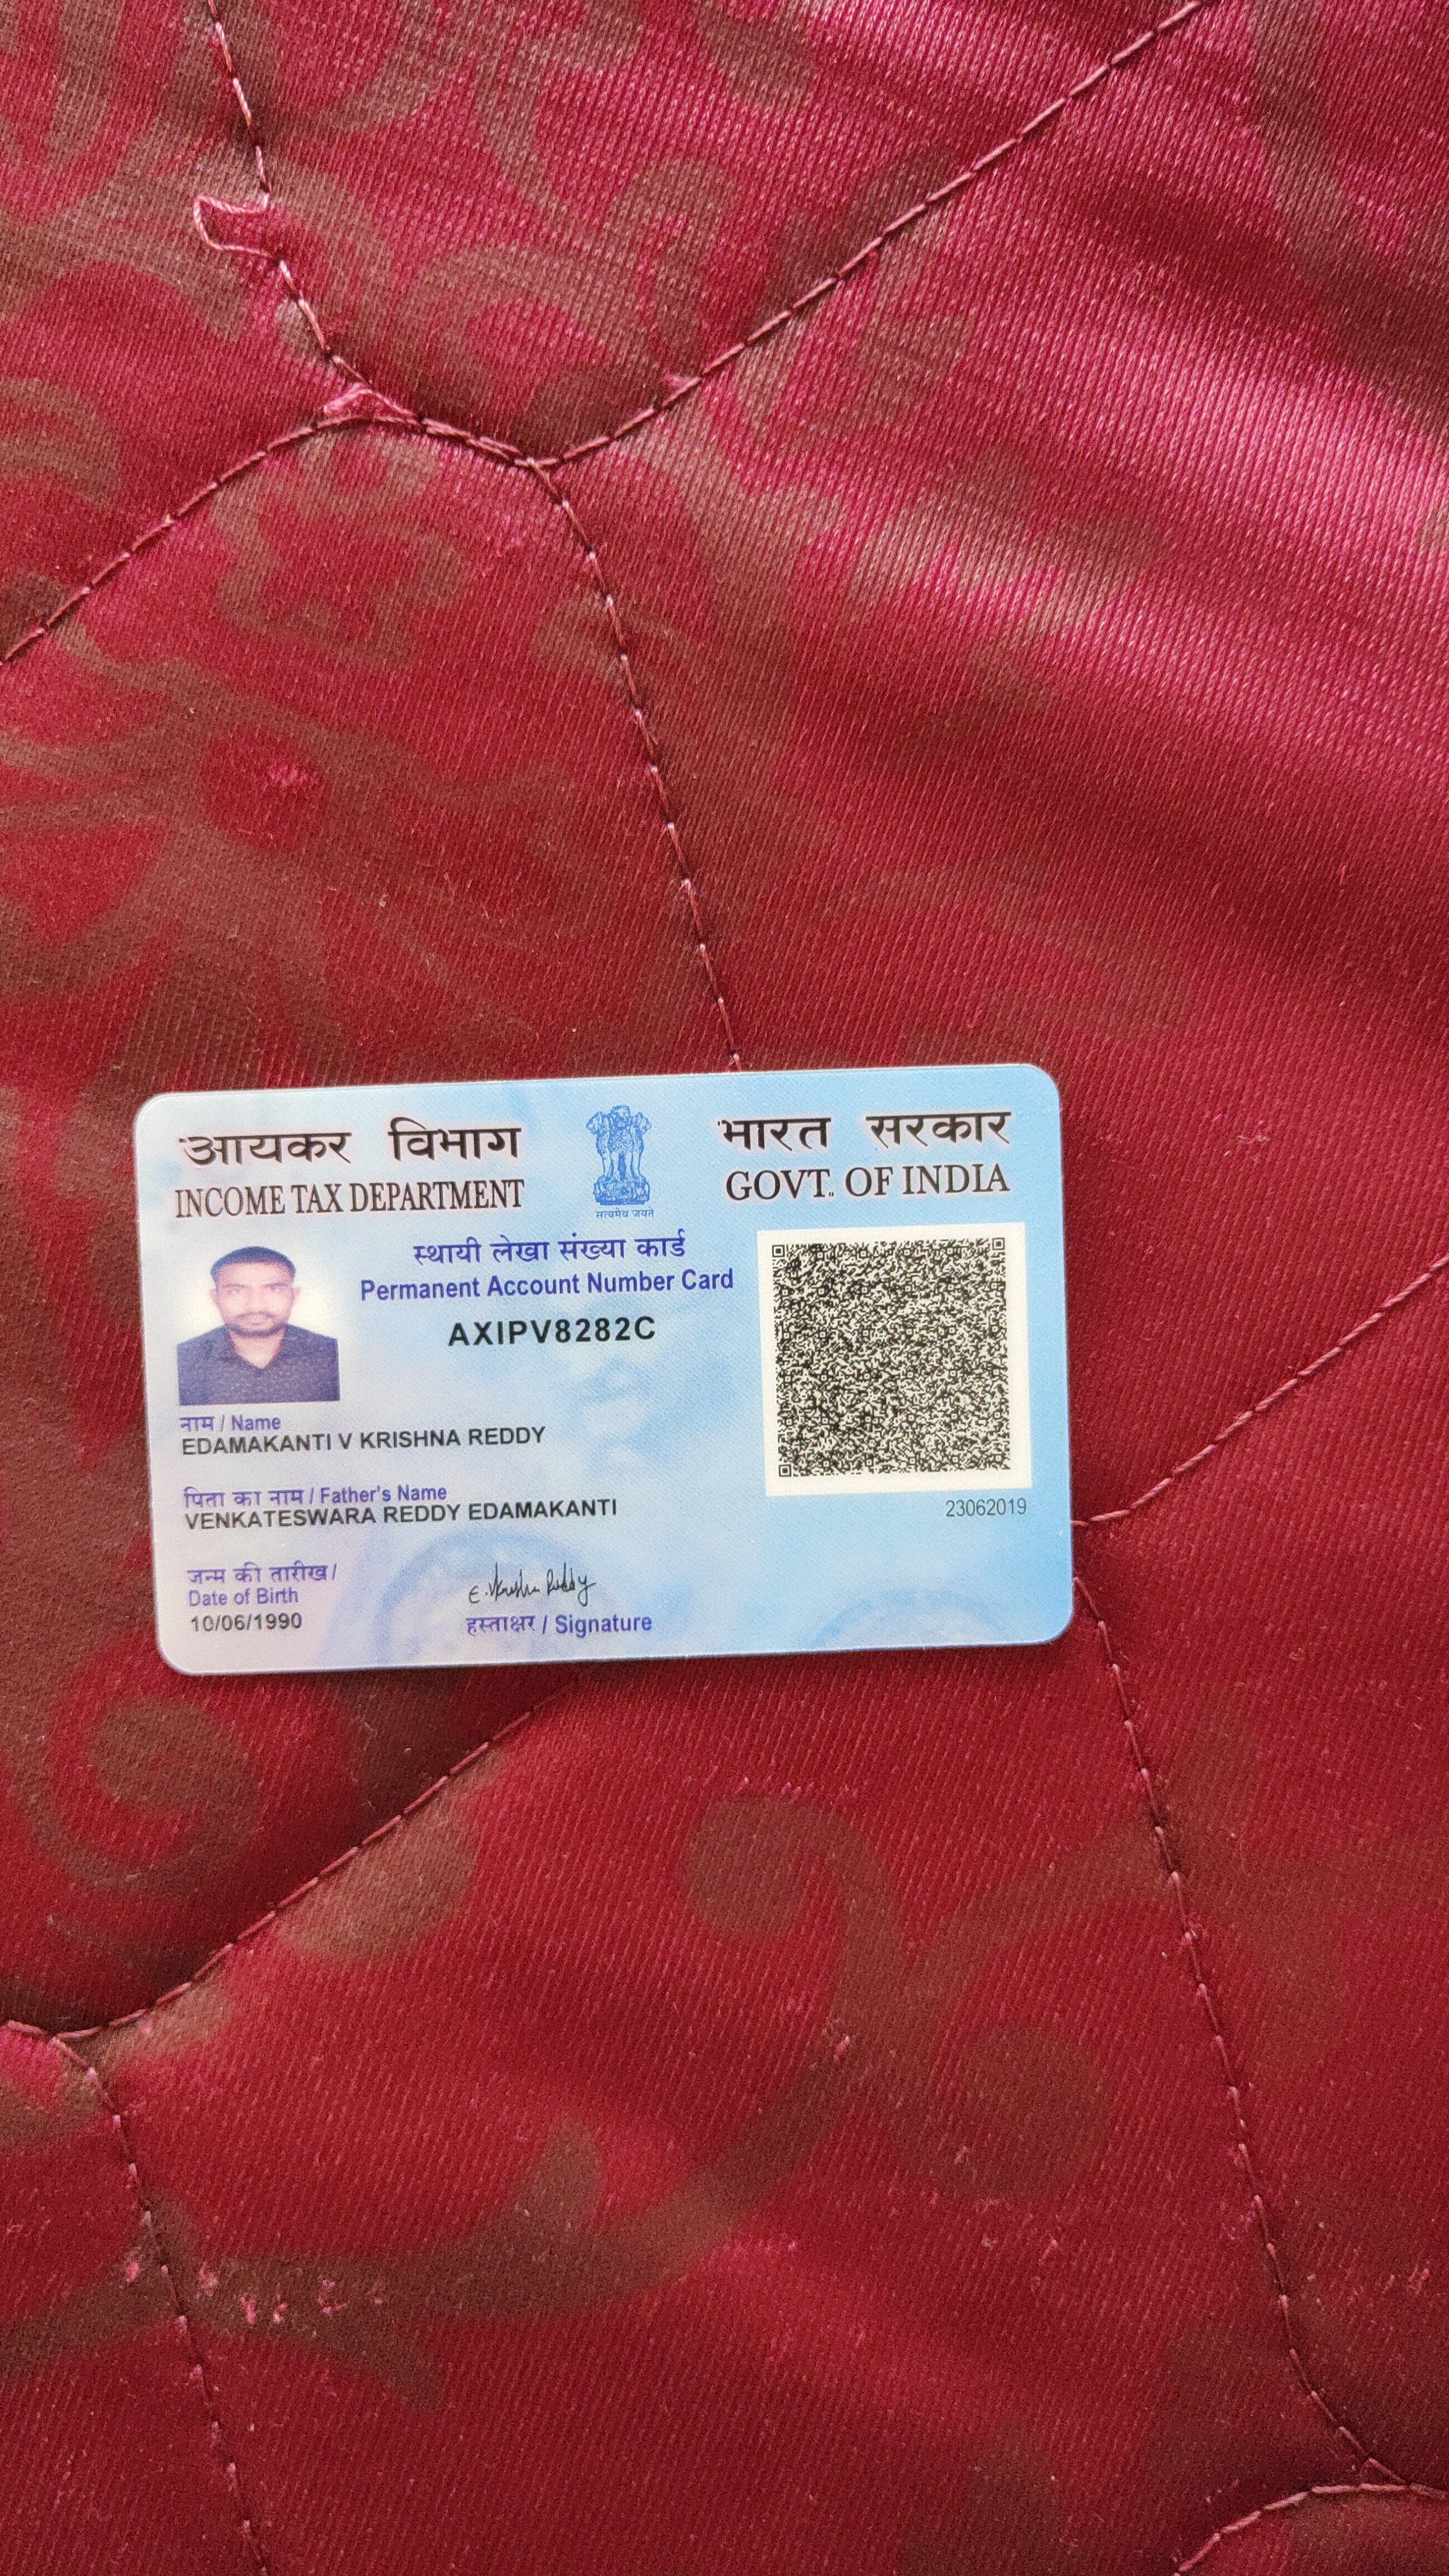 आयकर विभाग
INCOME TAX DEPARTMENT
सत्यमेव जयते
भारत सरकार
GOVT. OF INDIA
स्थायी लेखा संख्या कार्ड
Permanent Account Number Card
AXIPV8282C
नाम / Name
EDAMAKANTI V KRISHNA REDDY
पिता का नाम / Father's Name
VENKATESWARA REDDY EDAMAKANTI
23062019
जन्म की तारीख /
Date of Birth
10/06/1990
E. VKrishna Reddy
हस्ताक्षर / Signature